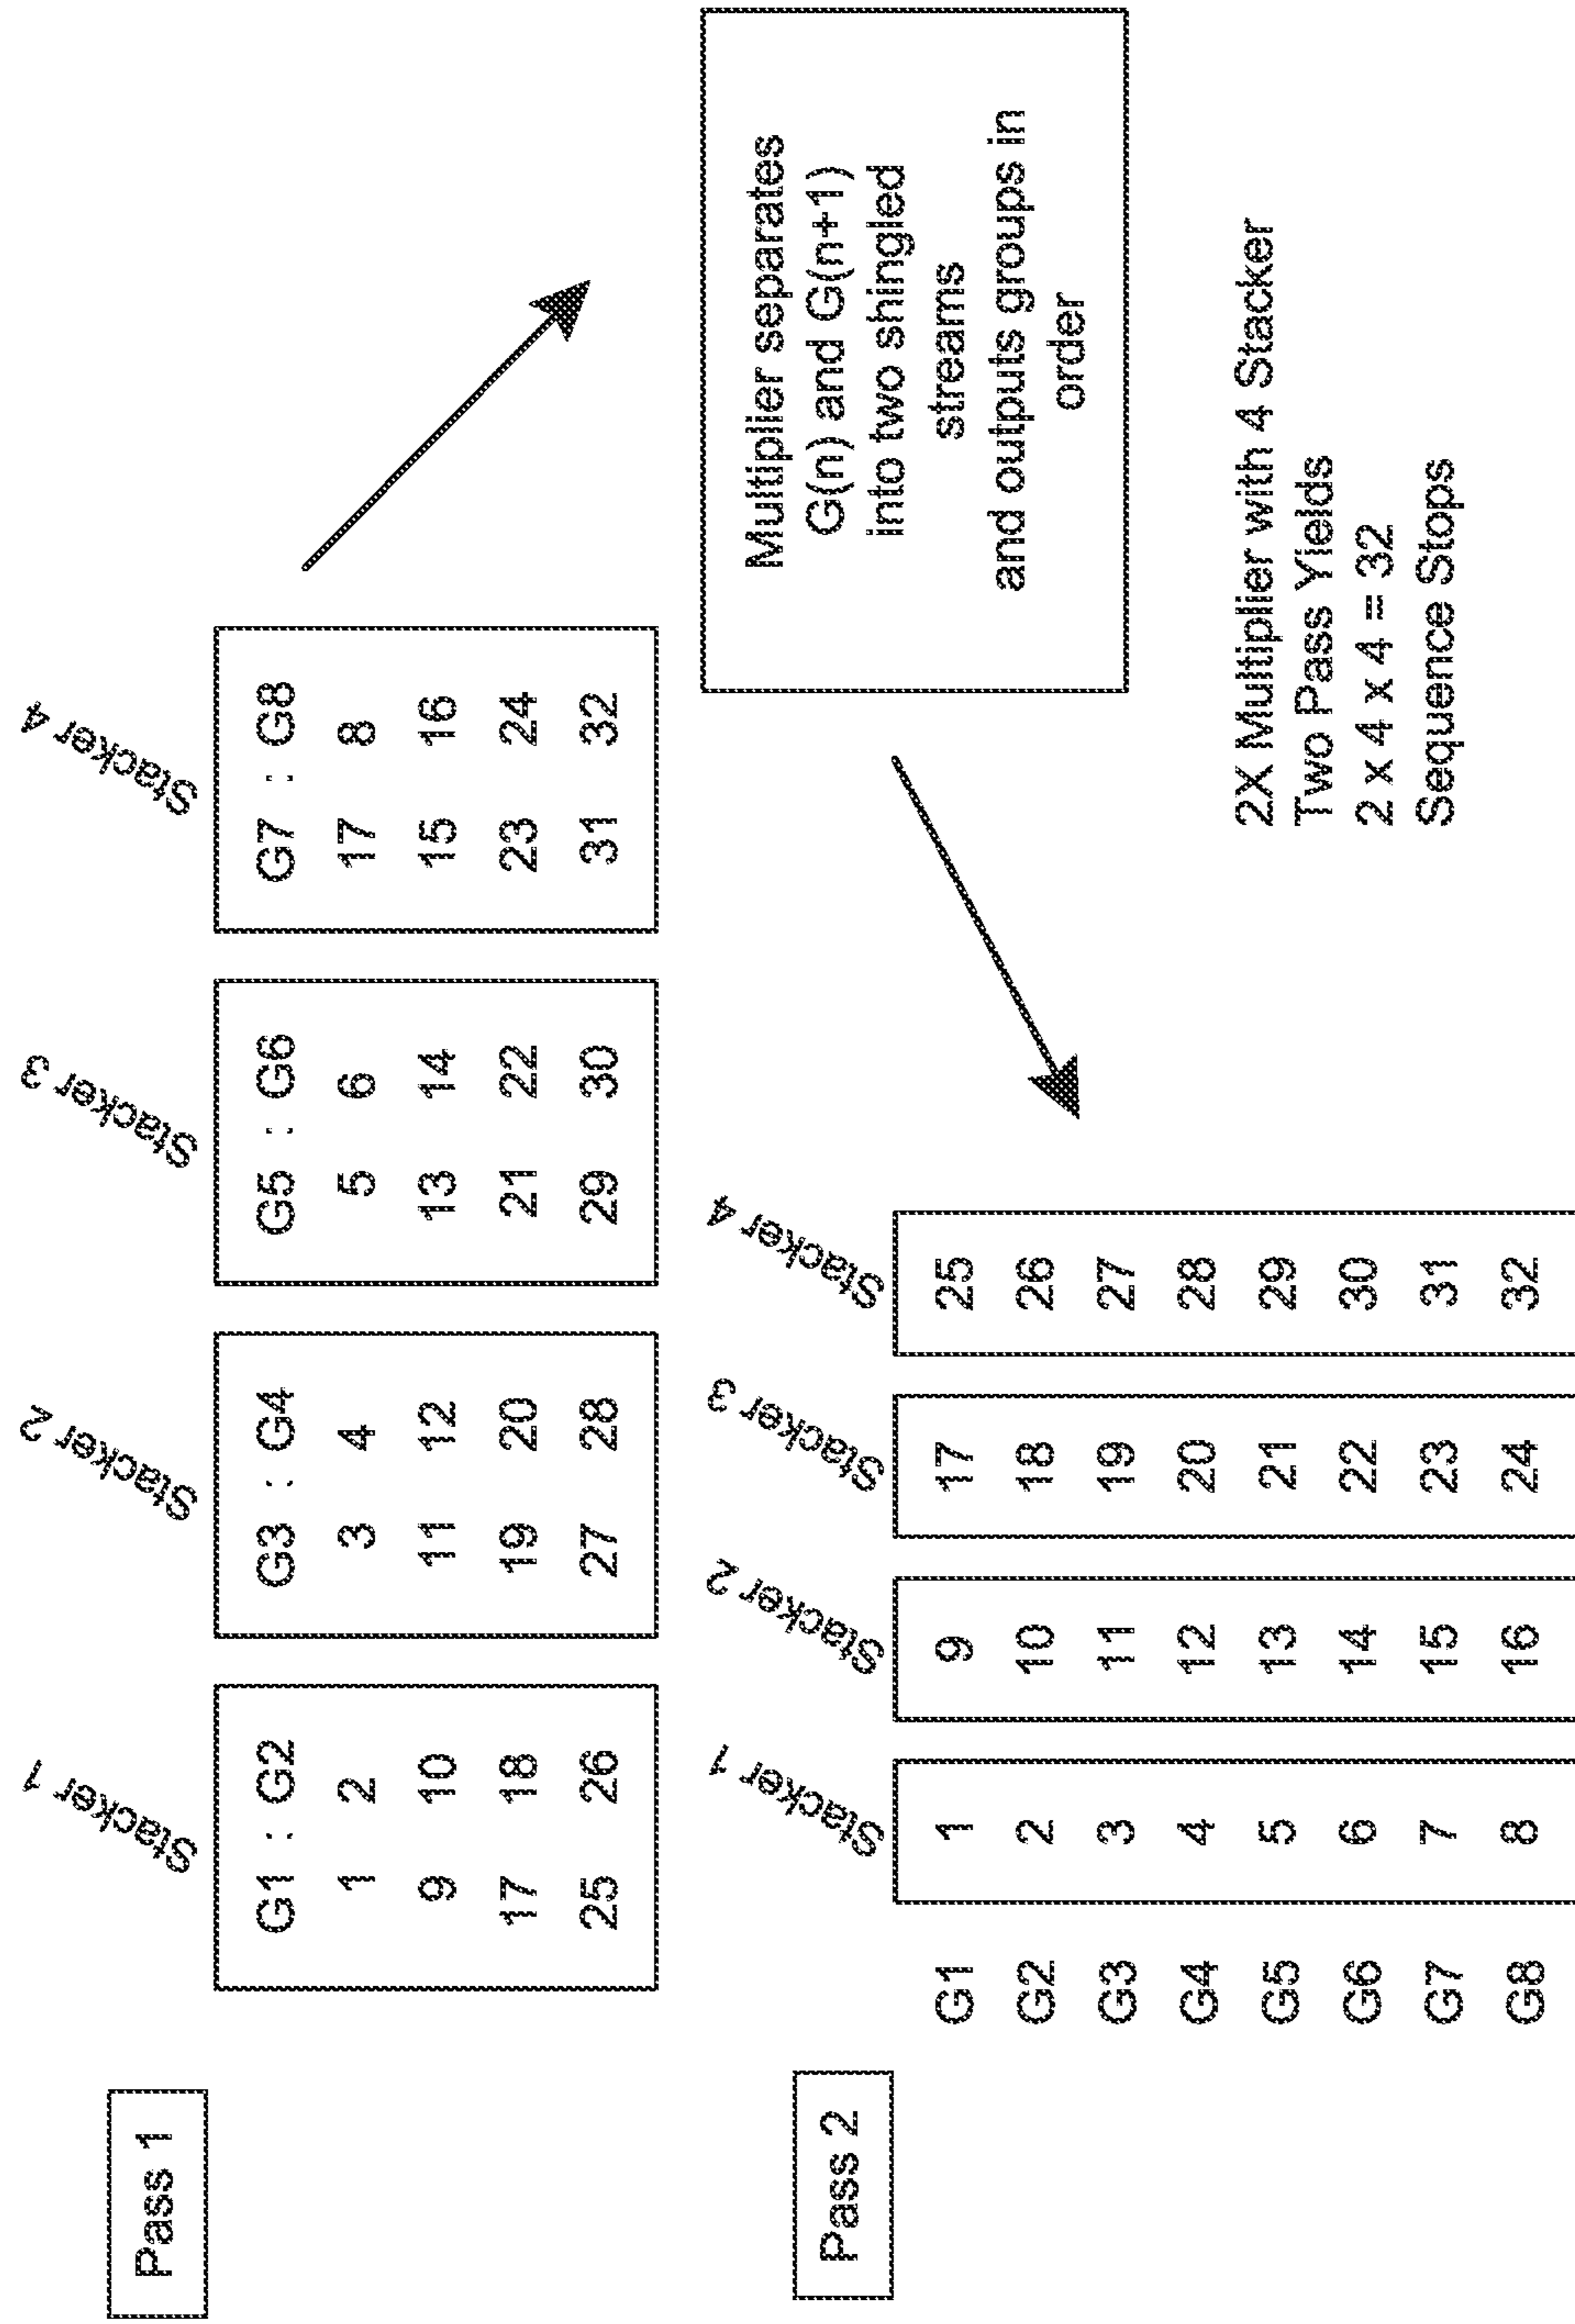 Pass 1
Stacker 1 Stacker 2 Stacker 3 Stacker 4
G1 : G2 G3 : G4 G5 : G6 G7 : G8
1 2 3 4 5 6 17 8
9 10 11 12 13 14 15 16
17 18 19 20 21 22 23 24
25 26 27 28 29 30 31 32
Multiplier separates
G(n) and G(n+1)
into two shingled
streams
and outputs groups in
order
Pass 2
Stacker 1 Stacker 2 Stacker 3 Stacker 4
G1 1 9 17 25
G2 2 10 18 26
G3 3 11 19 27
G4 4 12 20 28
G5 5 13 21 29
G6 6 14 22 30
G7 7 15 23 31
G8 8 16 24 32
2X Multiplier with 4 Stacker
Two Pass Yields
2 x 4 x 4 = 32
Sequence Stops